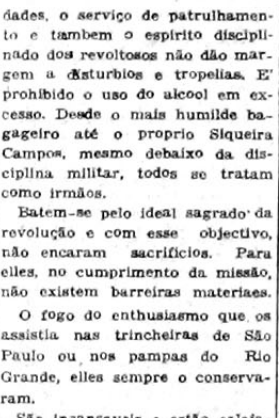 dades, o serviço de patrulhamen-
to e tambem o espirito discipli-
nado dos revoltosos não dão mar-
gem a disturbios e tropelias. E'
prohibido o uso do alcool em ex-
cesso. Desde o mais humilde ba-
gageiro até o proprio Siqueira
Campos, mesmo debaixo da dis-
ciplina militar, todos se tratam
como irmãos.
Batem-se pelo ideal sagrado da
revolução e com esse objectivo,
não encaram sacrificios. Para
elles, no cumprimento da missão,
não existem barreiras materiaes.
O fogo do enthusiasmo que os
assistia nas trincheiras de São
Paulo ou nos pampas do Rio
Grande, elles sempre o conserva-
ram.
São